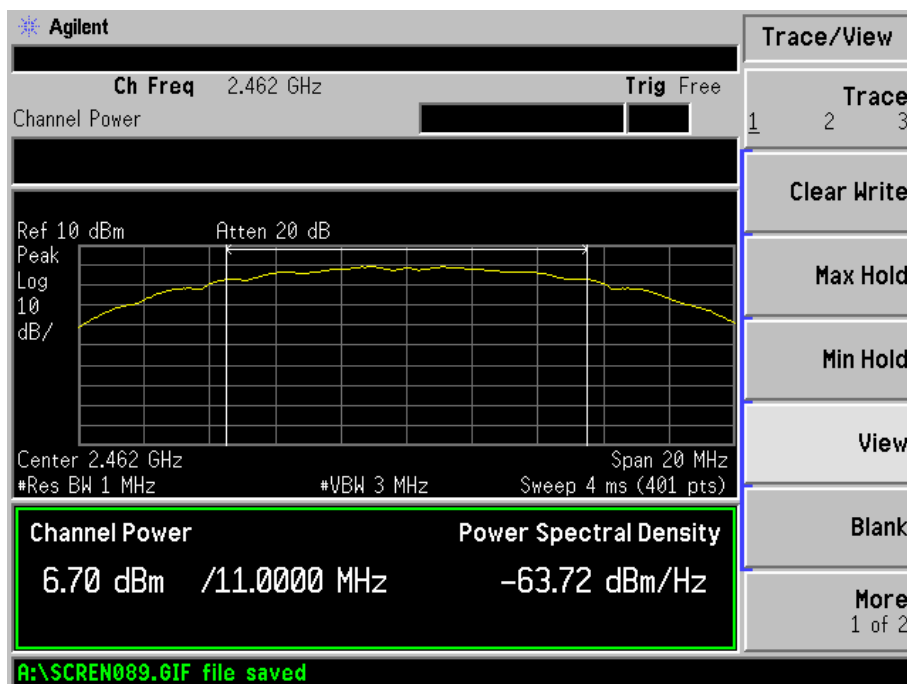 Agilent
Trace/View
Ch Freq 2.462 GHz Trig Free
Channel Power
Trace
1 2 3
Clear Write
Ref 10 dBm Atten 20 dB
Peak
Log
10
dB/
Max Hold
Min Hold
View
Center 2.462 GHz Span 20 MHz
#Res BW 1 MHz #VBW 3 MHz Sweep 4 ms (401 pts)
Channel Power Power Spectral Density
6.70 dBm /11.0000 MHz -63.72 dBm/Hz
Blank
More
1 of 2
A:\SCREN089.GIF file saved